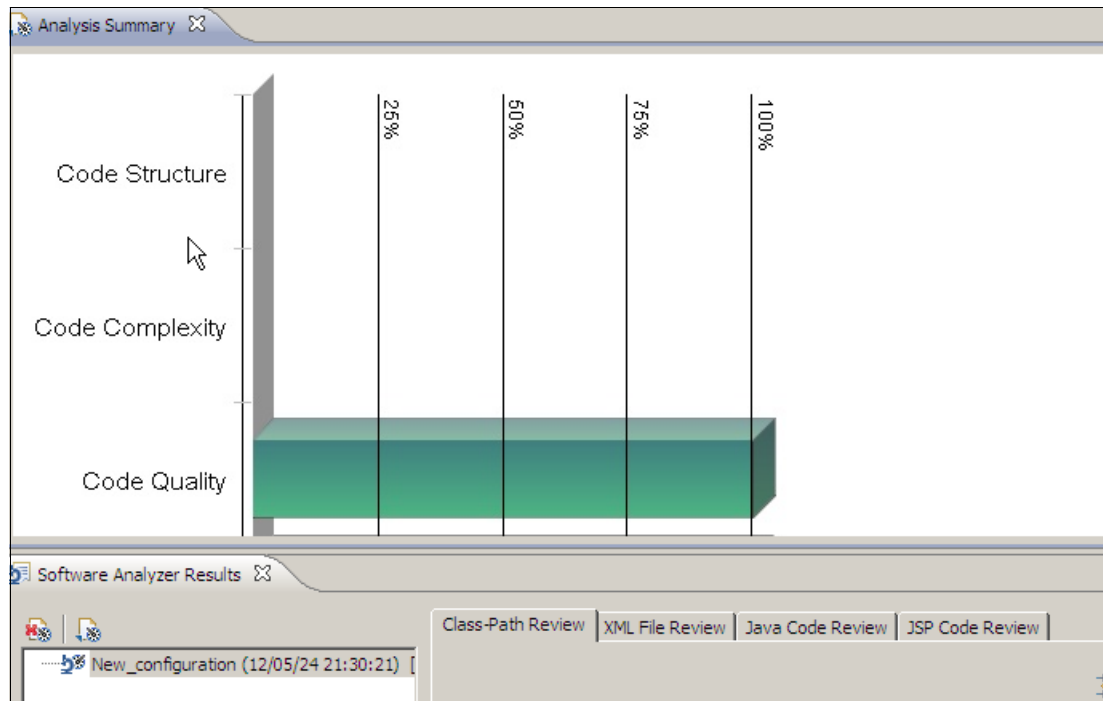 Analysis Summary
25%
50%
75%
100%
Code Structure
Code Complexity
Code Quality
Software Analyzer Results
Class-Path Review
XML File Review
Java Code Review
JSP Code Review
New_configuration (12/05/24 21:30:21) [